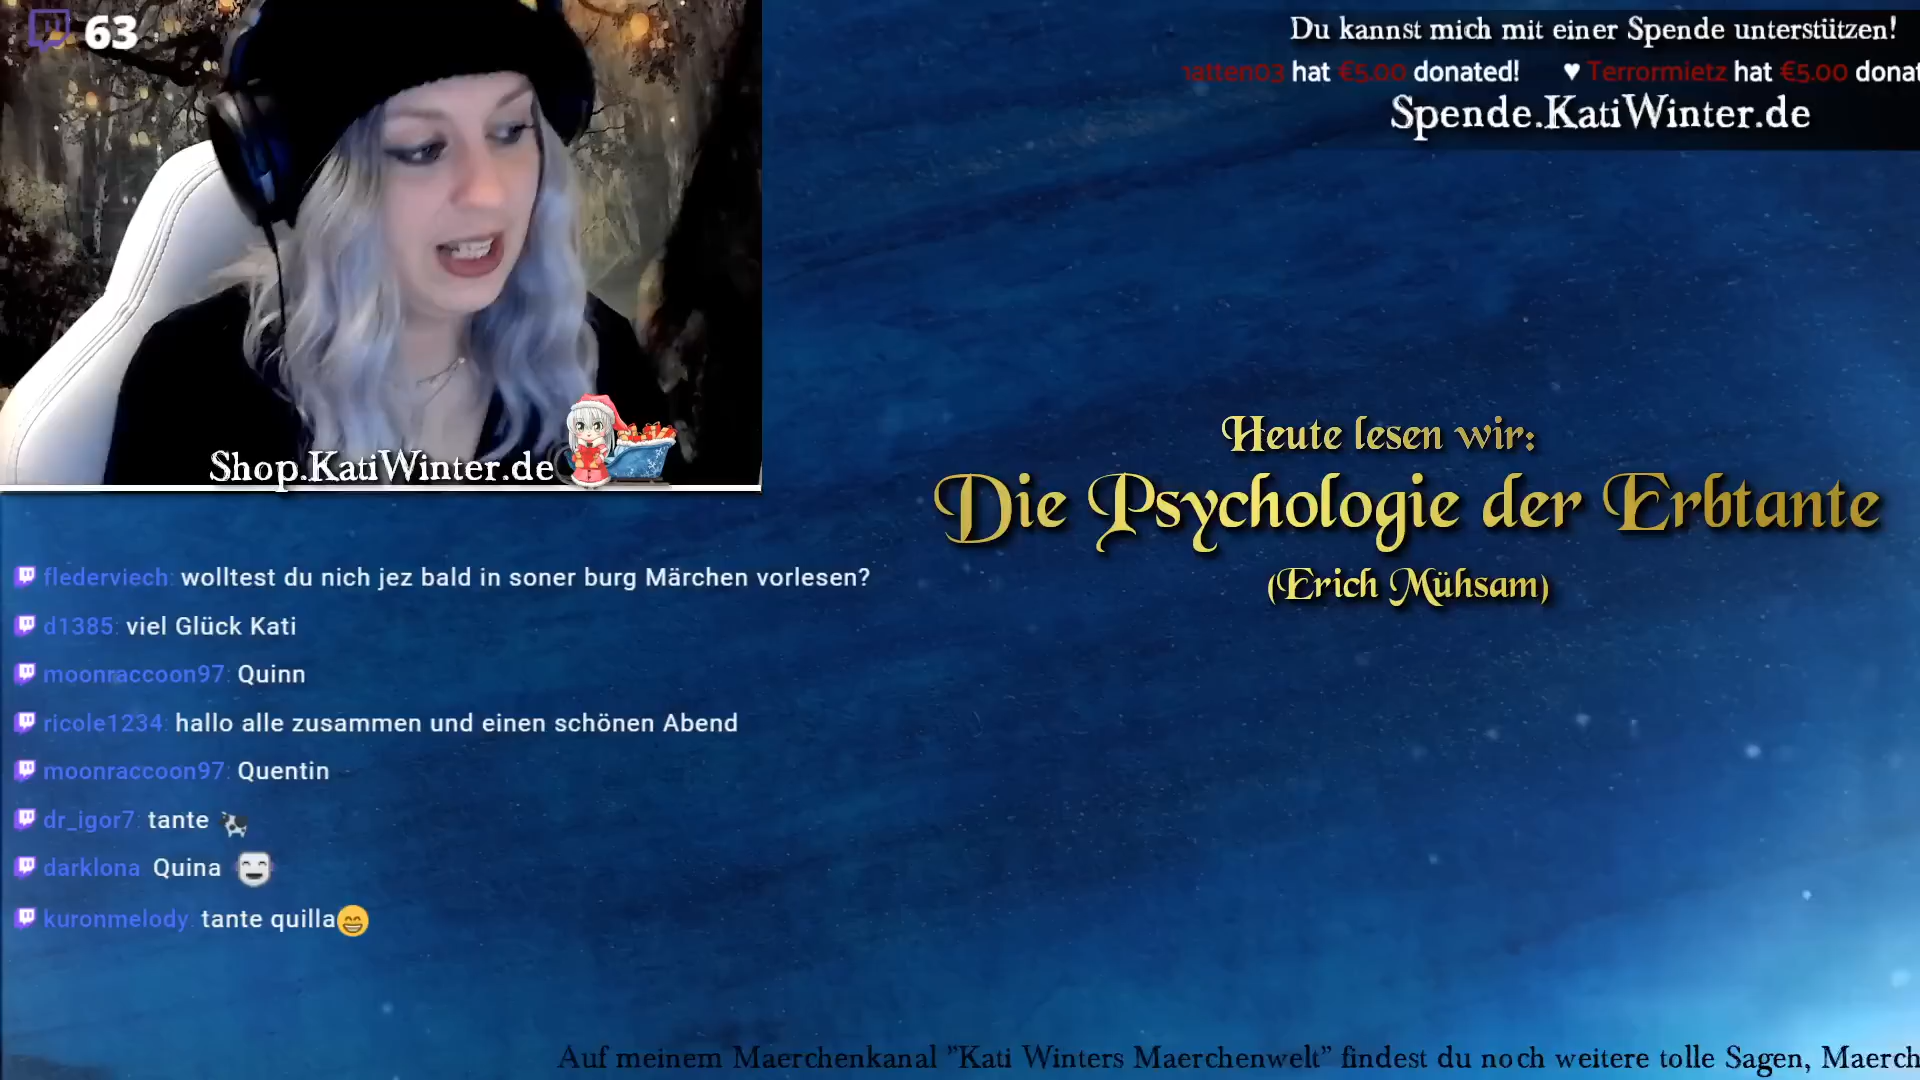 63
Du kannst mich mit einer Spende unterstützen!
hat €5.00 donated! ♥ Terrormietz hat €5.00
Spende.KatiWinter.de
Shop.KatiWinter.de
Heute lesen wir:
Die Psychologie der Erbtante
(Erich Mühsam)
flederviech: wolltest du nich jez bald in soner burg Märchen vorlesen?
d1385: viel Glück Kati
moonraccoon97: Quinn
ricole1234: hallo alle zusammen und einen schönen Abend
moonraccoon97: Quentin
dr_igor7: tante
darklona Quina
kuronmelody: tante quilla😄
Auf meinem Maerchenkanal "Kati Winters Maerchenwelt" findest du noch weitere tolle Sagen,